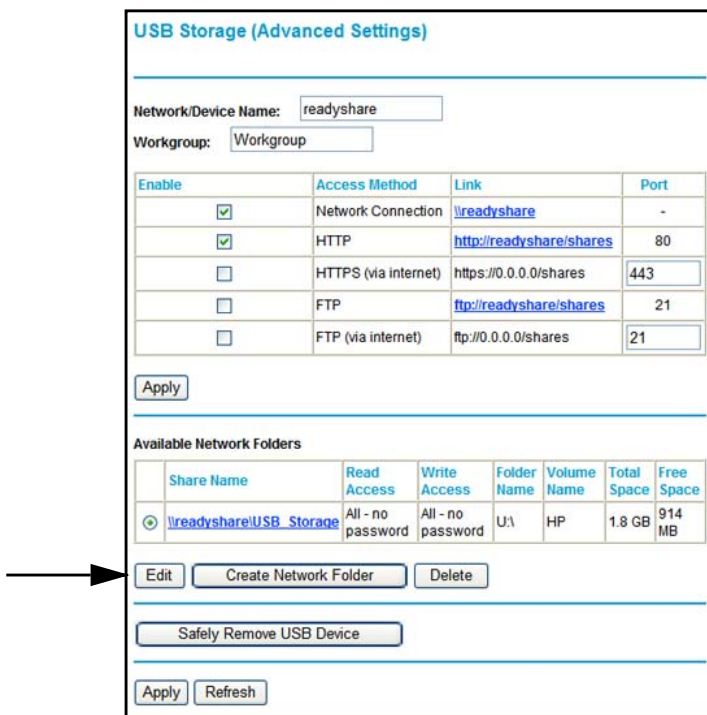 USB Storage (Advanced Settings)
Network/Device Name: readyshare
Workgroup: Workgroup
Enable Access Method Link Port
Network Connection \\readyshare -
HTTP http://readyshare/shares 80
HTTPS (via internet) https://0.0.0.0/shares 443
FTP ftp://readyshare/shares 21
FTP (via internet) ftp://0.0.0.0/shares 21
Apply
Available Network Folders
Share Name Read Access Write Access Folder Name Volume Name Total Space Free Space
\\readyshare\USB_Storage All - no password All - no password U:\ HP 1.8 GB 914 MB
Edit Create Network Folder Delete
Safely Remove USB Device
Apply Refresh